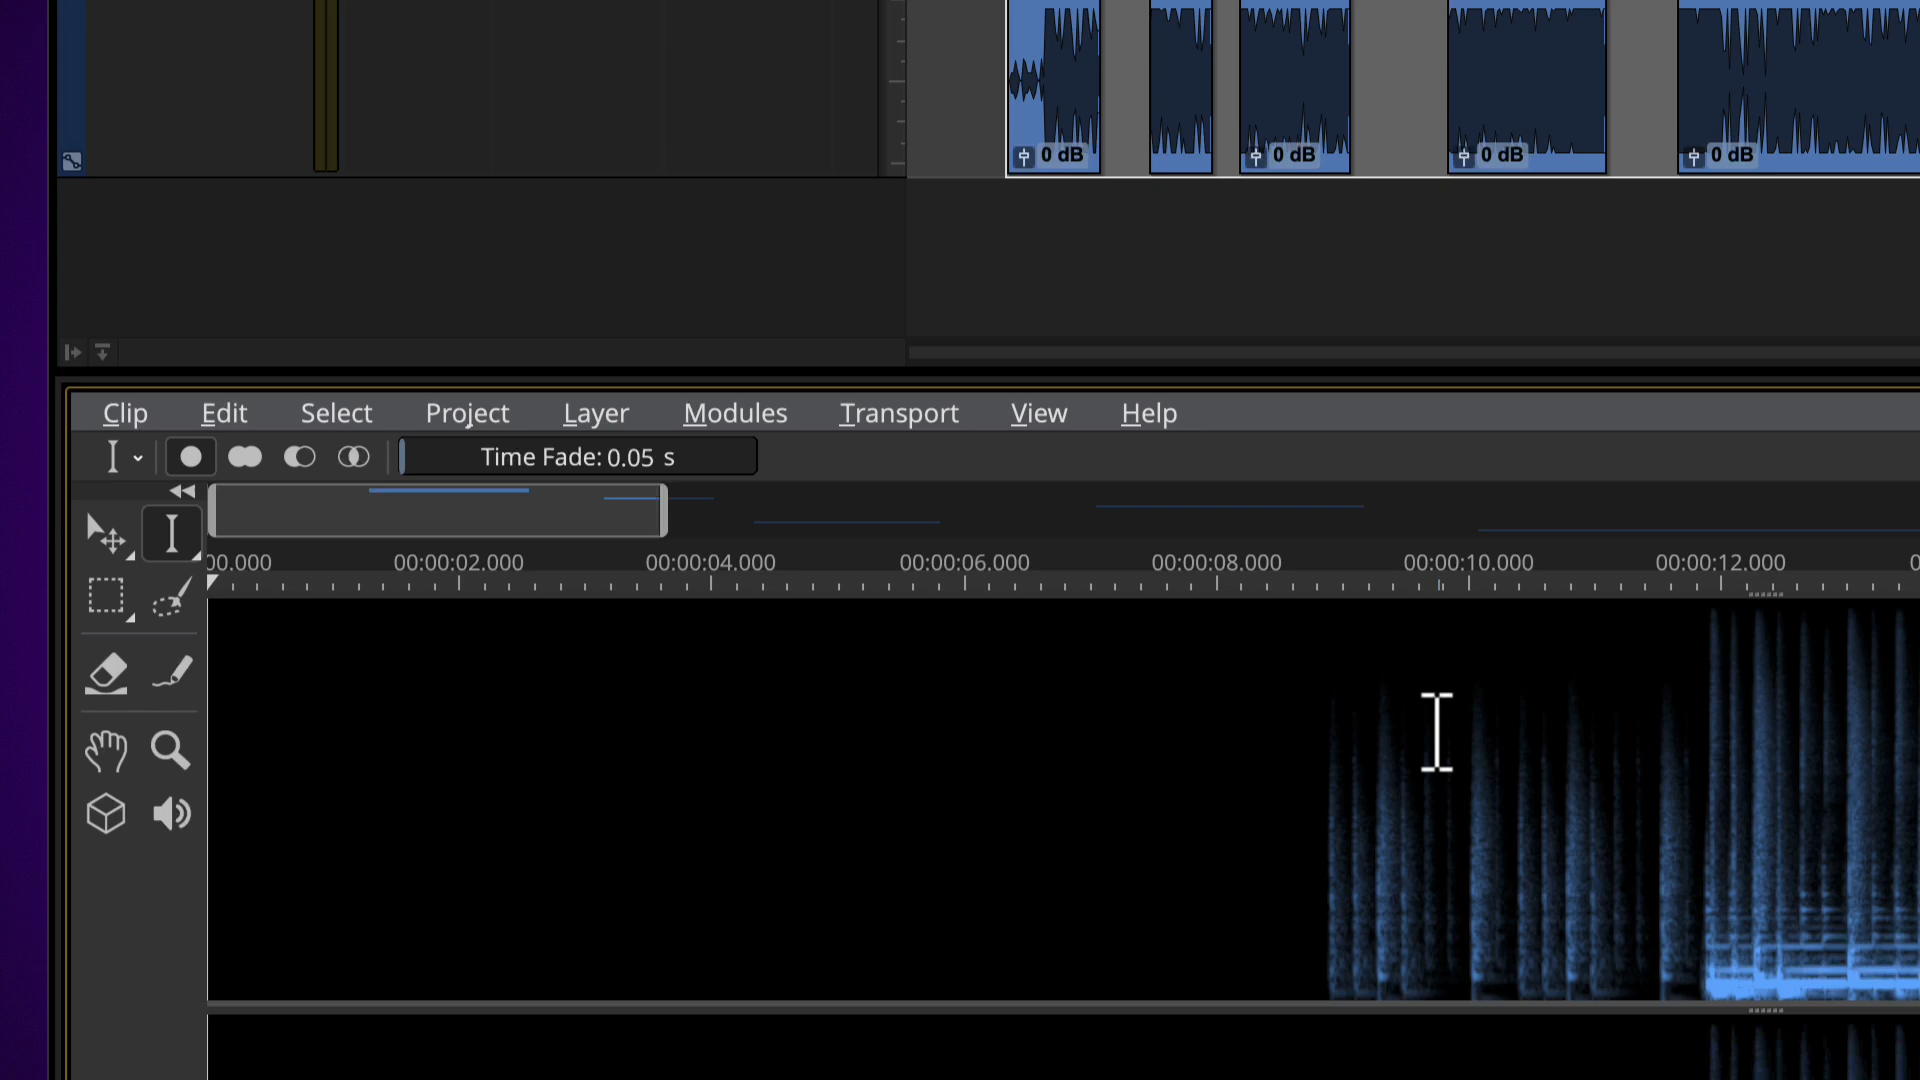 0 dB 0 dB 0 dB 0 dB
Clip Edit Select Project Layer Modules Transport View Help
Time Fade: 0.05 s
00.000 00:00:02.000 00:00:04.000 00:00:06.000 00:00:08.000 00:00:10.000 00:00:12.000 0